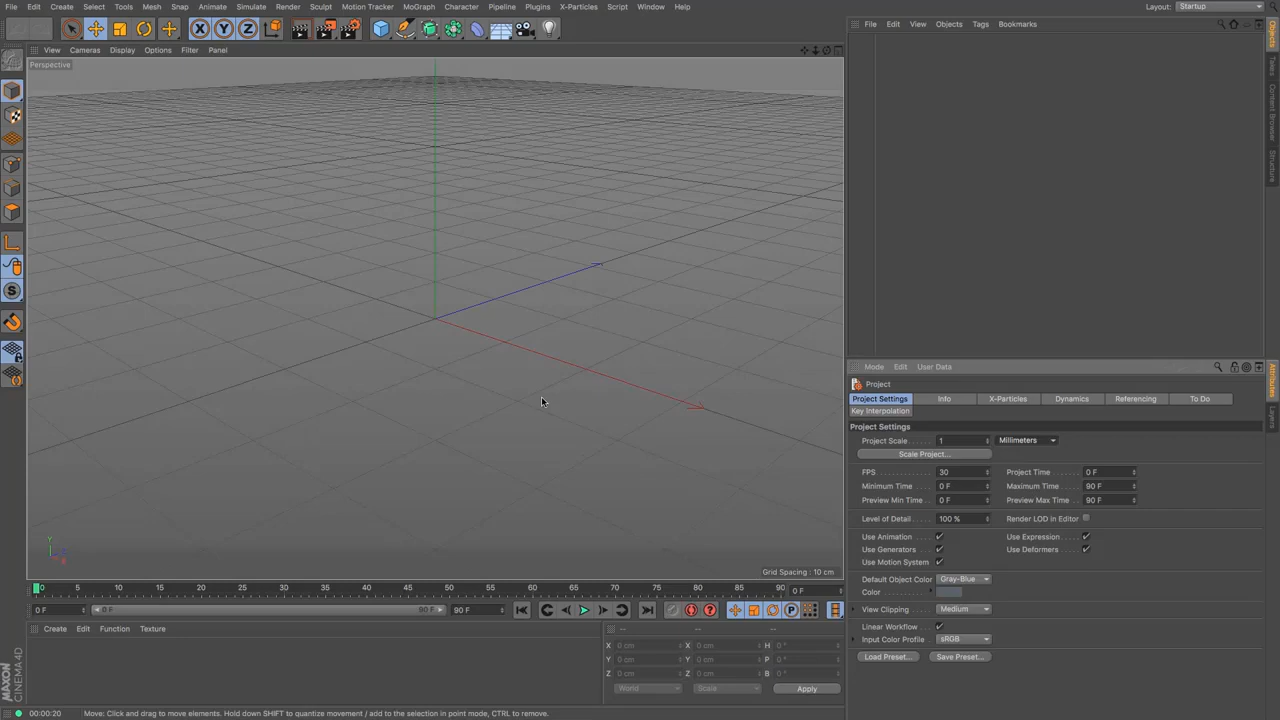 File Edit Create Select Tools Mesh Snap Animate Simulate Render Sculpt Motion Tracker MoGraph Character Pipeline Plugins X-Particles Script Window Help Layout: Startup
X Y Z
File Edit View Objects Tags Bookmarks
View Cameras Display Options Filter Panel
Perspective
Objects
Takes
Content Browser
Structure
S
Y
Grid Spacing : 10 cm
Mode Edit User Data
Project
Project Settings Info X-Particles Dynamics Referencing To Do
Key Interpolation
Project Settings
Project Scale 1 Millimeters
Scale Project...
FPS 30 Project Time 0 F
Minimum Time 0 F Maximum Time 90 F
Preview Min Time 0 F Preview Max Time 90 F
Level of Detail 100 % Render LOD in Editor
Use Animation Use Expression
Use Generators Use Deformers
Use Motion System
Default Object Color Gray-Blue
Color
View Clipping Medium
Linear Workflow
Input Color Profile sRGB
Load Preset... Save Preset...
Attributes
Layers
0 5 10 15 20 25 30 35 40 45 50 55 60 65 70 75 80 85 90 0 F
0 F 0 F 90 F 90 F P
Create Edit Function Texture -- -- --
X 0 cm X 0 cm H 0 °
Y 0 cm Y 0 cm P 0 °
Z 0 cm Z 0 cm B 0 °
World Scale Apply
MAXON
CINEMA 4D
00:00:20 Move: Click and drag to move elements. Hold down SHIFT to quantize movement / add to the selection in point mode, CTRL to remove.